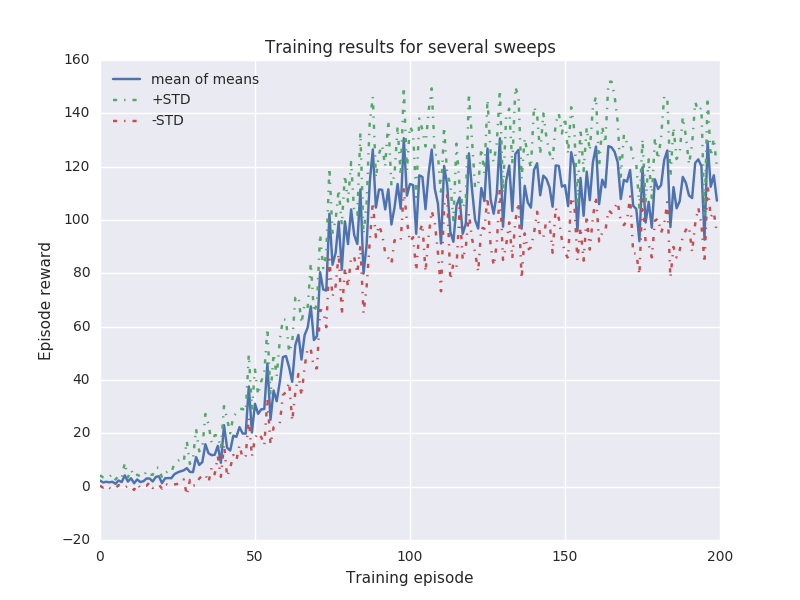 Training results for several sweeps
160
140
120
100
80
60
40
20
0
−20
mean of means
+STD
-STD
Episode reward
0
50
100
150
200
Training episode